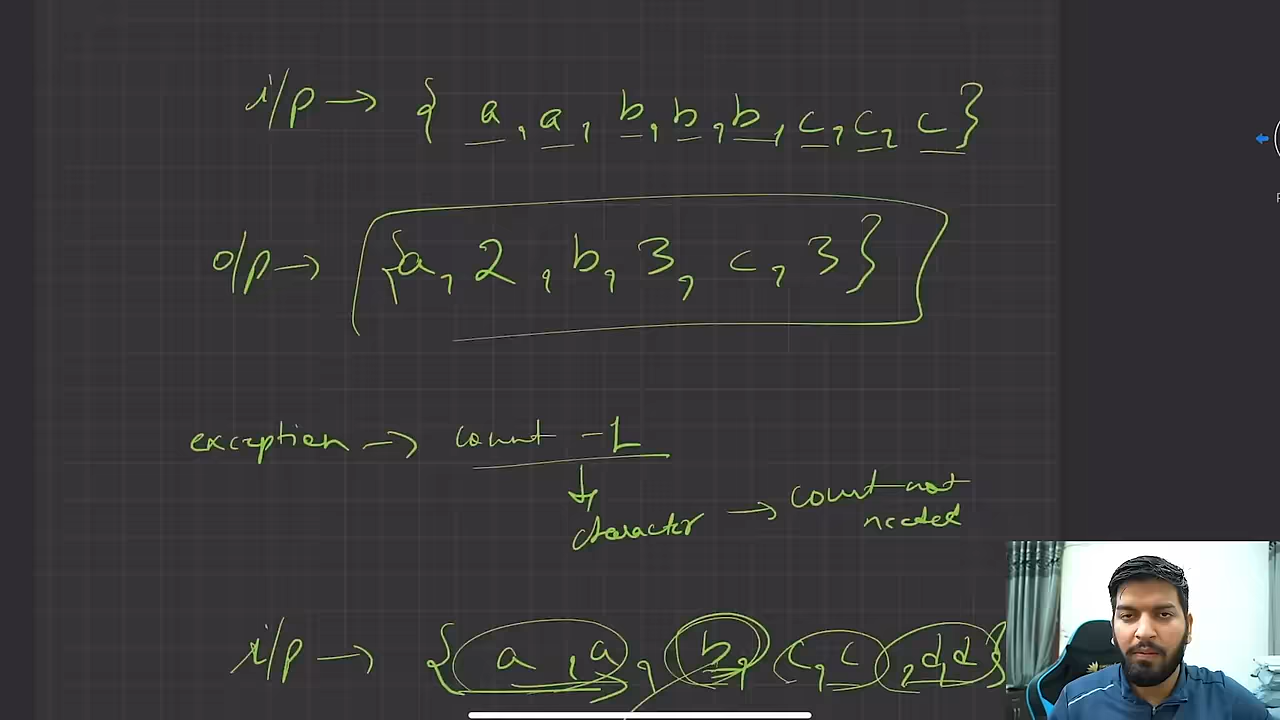 i/p → { a, a, b, b, b, c, c, c }
o/p → {a, 2, b, 3, c, 3}
exception → count - 1
character → count not needed
i/p → { a, a, b, c, c, d, d }